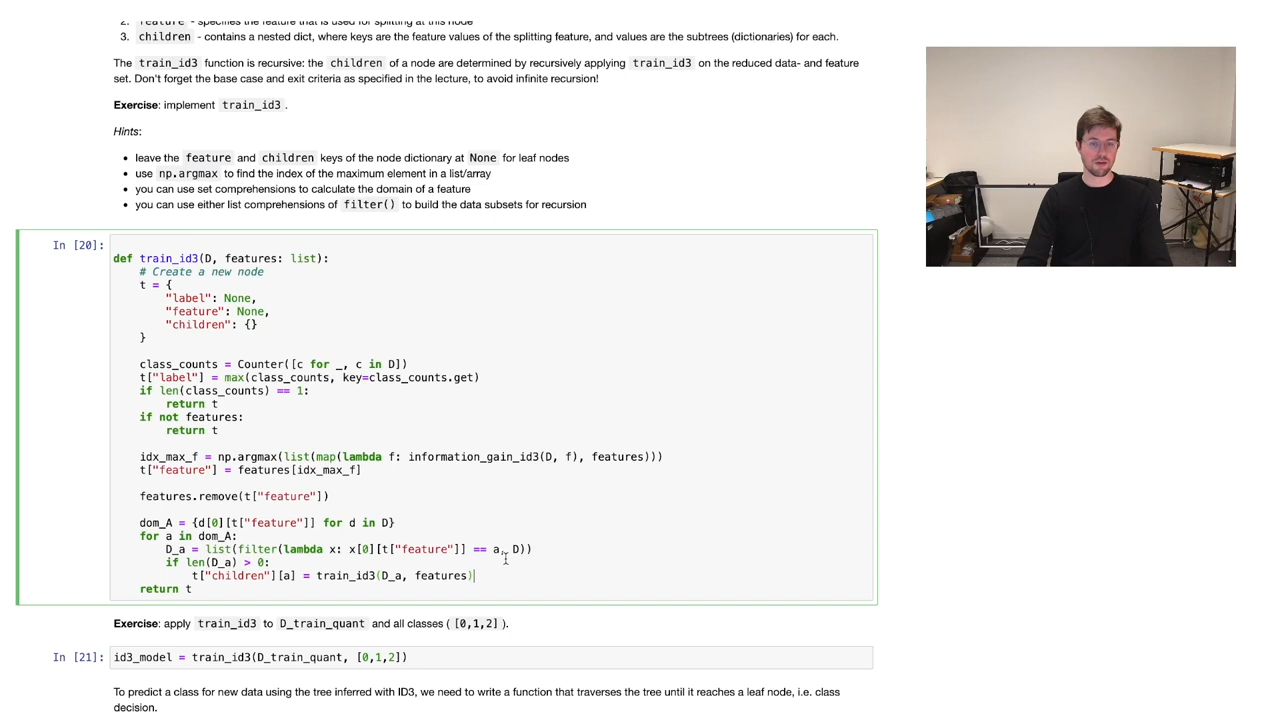 2. feature - specifies the feature that is used for splitting at this node
3. children - contains a nested dict, where keys are the feature values of the splitting feature, and values are the subtrees (dictionaries) for each.
The train_id3 function is recursive: the children of a node are determined by recursively applying train_id3 on the reduced data- and feature
set. Don't forget the base case and exit criteria as specified in the lecture, to avoid infinite recursion!
Exercise: implement train_id3 .
Hints:
• leave the feature and children keys of the node dictionary at None for leaf nodes
• use np.argmax to find the index of the maximum element in a list/array
• you can use set comprehensions to calculate the domain of a feature
• you can use either list comprehensions of filter() to build the data subsets for recursion
In [20]:
def train_id3(D, features: list):
    # Create a new node
    t = {
        "label": None,
        "feature": None,
        "children": {}
    }
    class_counts = Counter([c for _, c in D])
    t["label"] = max(class_counts, key=class_counts.get)
    if len(class_counts) == 1:
        return t
    if not features:
        return t
    idx_max_f = np.argmax(list(map(lambda f: information_gain_id3(D, f), features)))
    t["feature"] = features[idx_max_f]
    features.remove(t["feature"])
    dom_A = {d[0][t["feature"]] for d in D}
    for a in dom_A:
        D_a = list(filter(lambda x: x[0][t["feature"]] == a, D))
        if len(D_a) > 0:
            t["children"][a] = train_id3(D_a, features)
    return t
Exercise: apply train_id3 to D_train_quant and all classes ( [0,1,2] ).
In [21]: id3_model = train_id3(D_train_quant, [0,1,2])
To predict a class for new data using the tree inferred with ID3, we need to write a function that traverses the tree until it reaches a leaf node, i.e. class
decision.